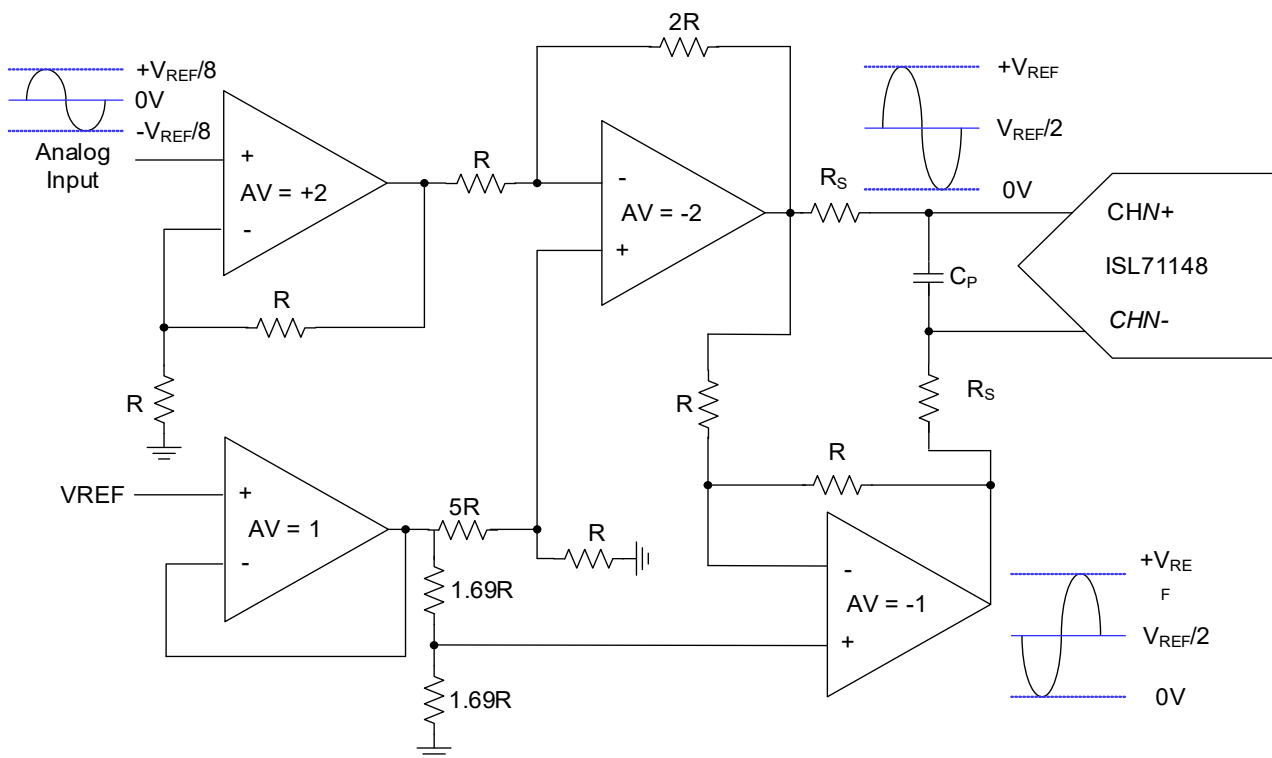 2R
+VREF/8
0V
-VREF/8
Analog
Input
+
AV = +2
-
R
R
R
-
AV = -2
+
RS
+VREF
VREF/2
0V
CHN+
ISL71148
CHN-
CP
RS
R
R
VREF
+
AV = 1
-
5R
R
1.69R
1.69R
-
AV = -1
+
+VRE
F
VREF/2
0V